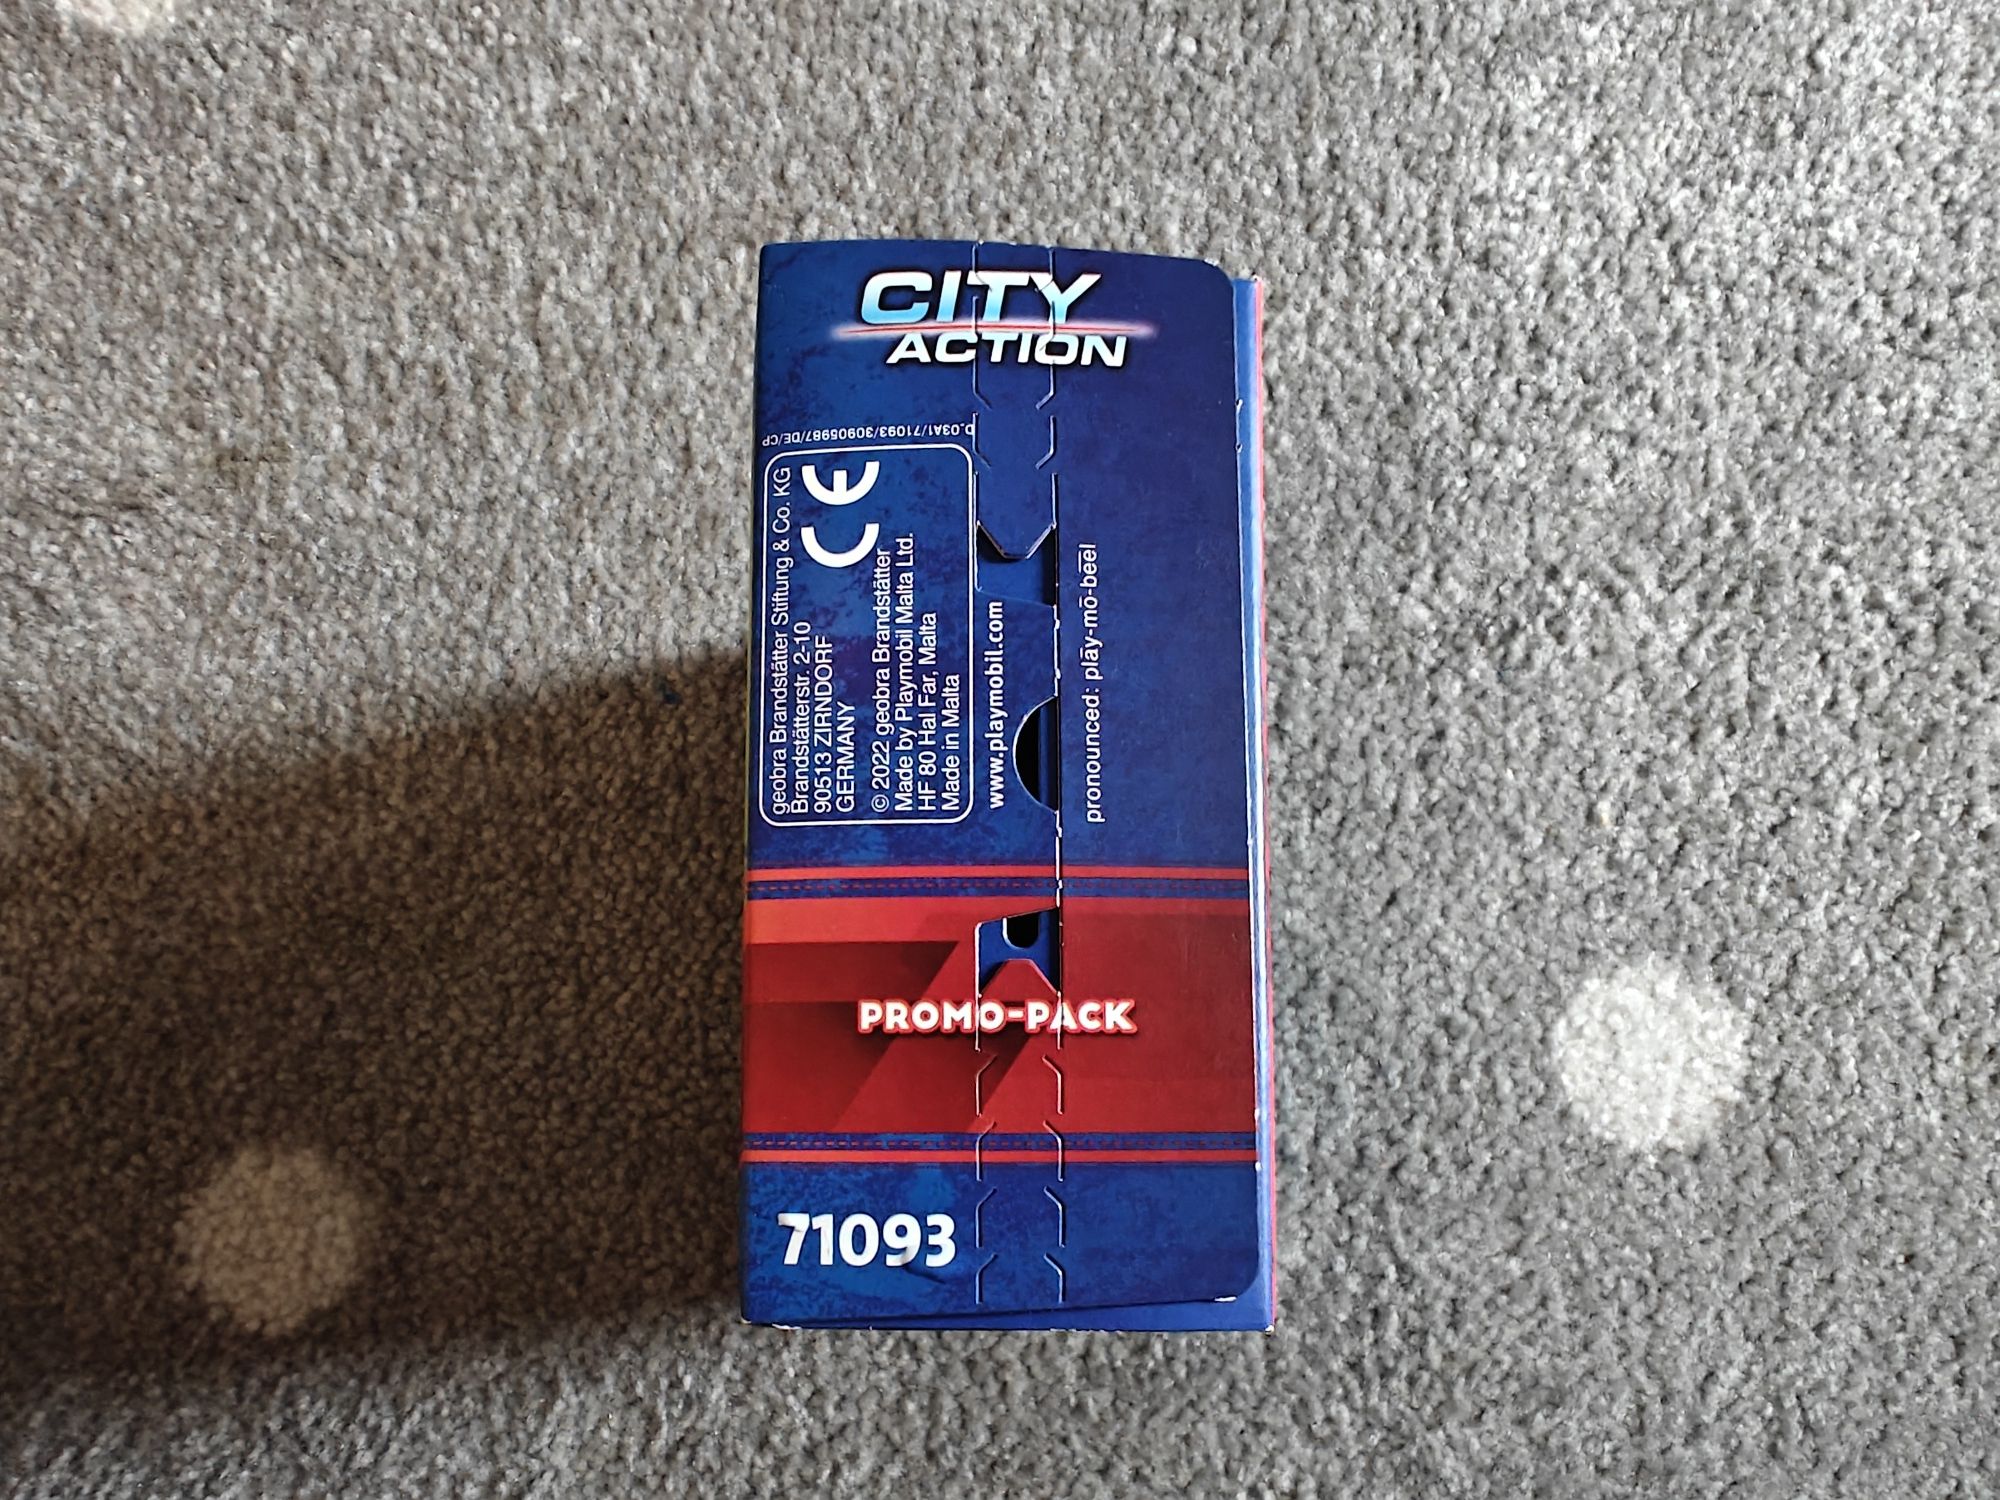 CITY
ACTION
D.03A1/71093/30905987/DE/CP
geobra Brandstätter Stiftung & Co. KG
Brandstätterstr. 2-10
90513 ZIRNDORF
GERMANY
CE
© 2022 geobra Brandstätter
Made by Playmobil Malta Ltd.
HF 80 Hal Far, Malta
Made in Malta
www.playmobil.com
pronounced: plāy-mō-bēēl
PROMO-PACK
71093